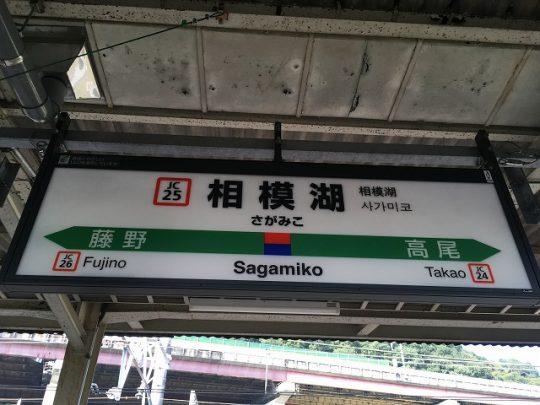 JC
25
相模湖
さがみこ
相模湖
사가미코
藤野
高尾
JC
26
Fujino
Sagamiko
Takao
JC
24